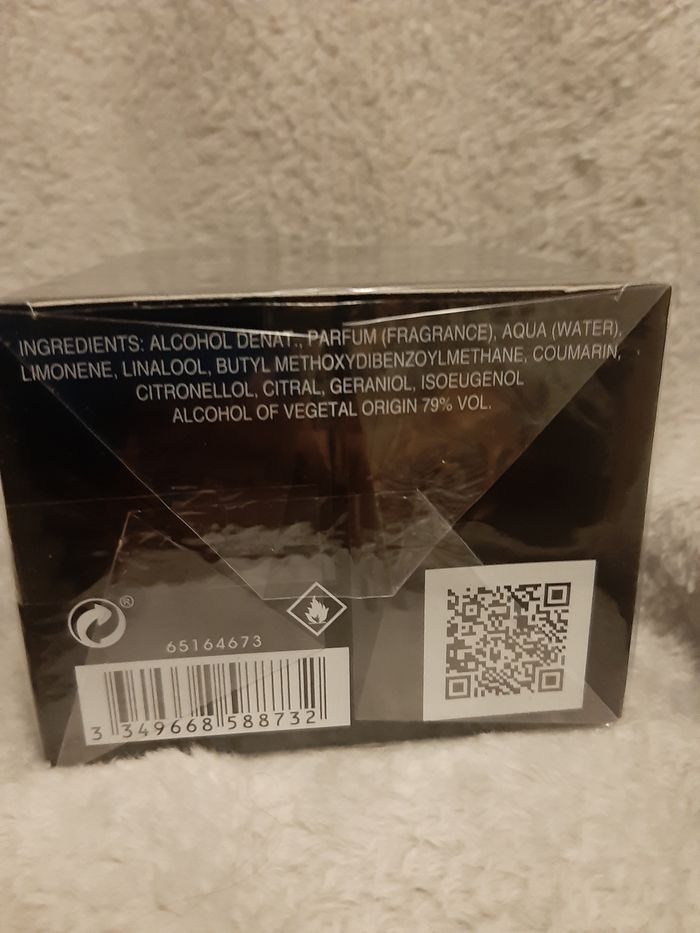 INGREDIENTS: ALCOHOL DENAT., PARFUM (FRAGRANCE), AQUA (WATER),
LIMONENE, LINALOOL, BUTYL METHOXYDIBENZOYLMETHANE, COUMARIN,
CITRONELLOL, CITRAL, GERANIOL, ISOEUGENOL
ALCOHOL OF VEGETAL ORIGIN 79% VOL.
®
65164673
3 349668 588732